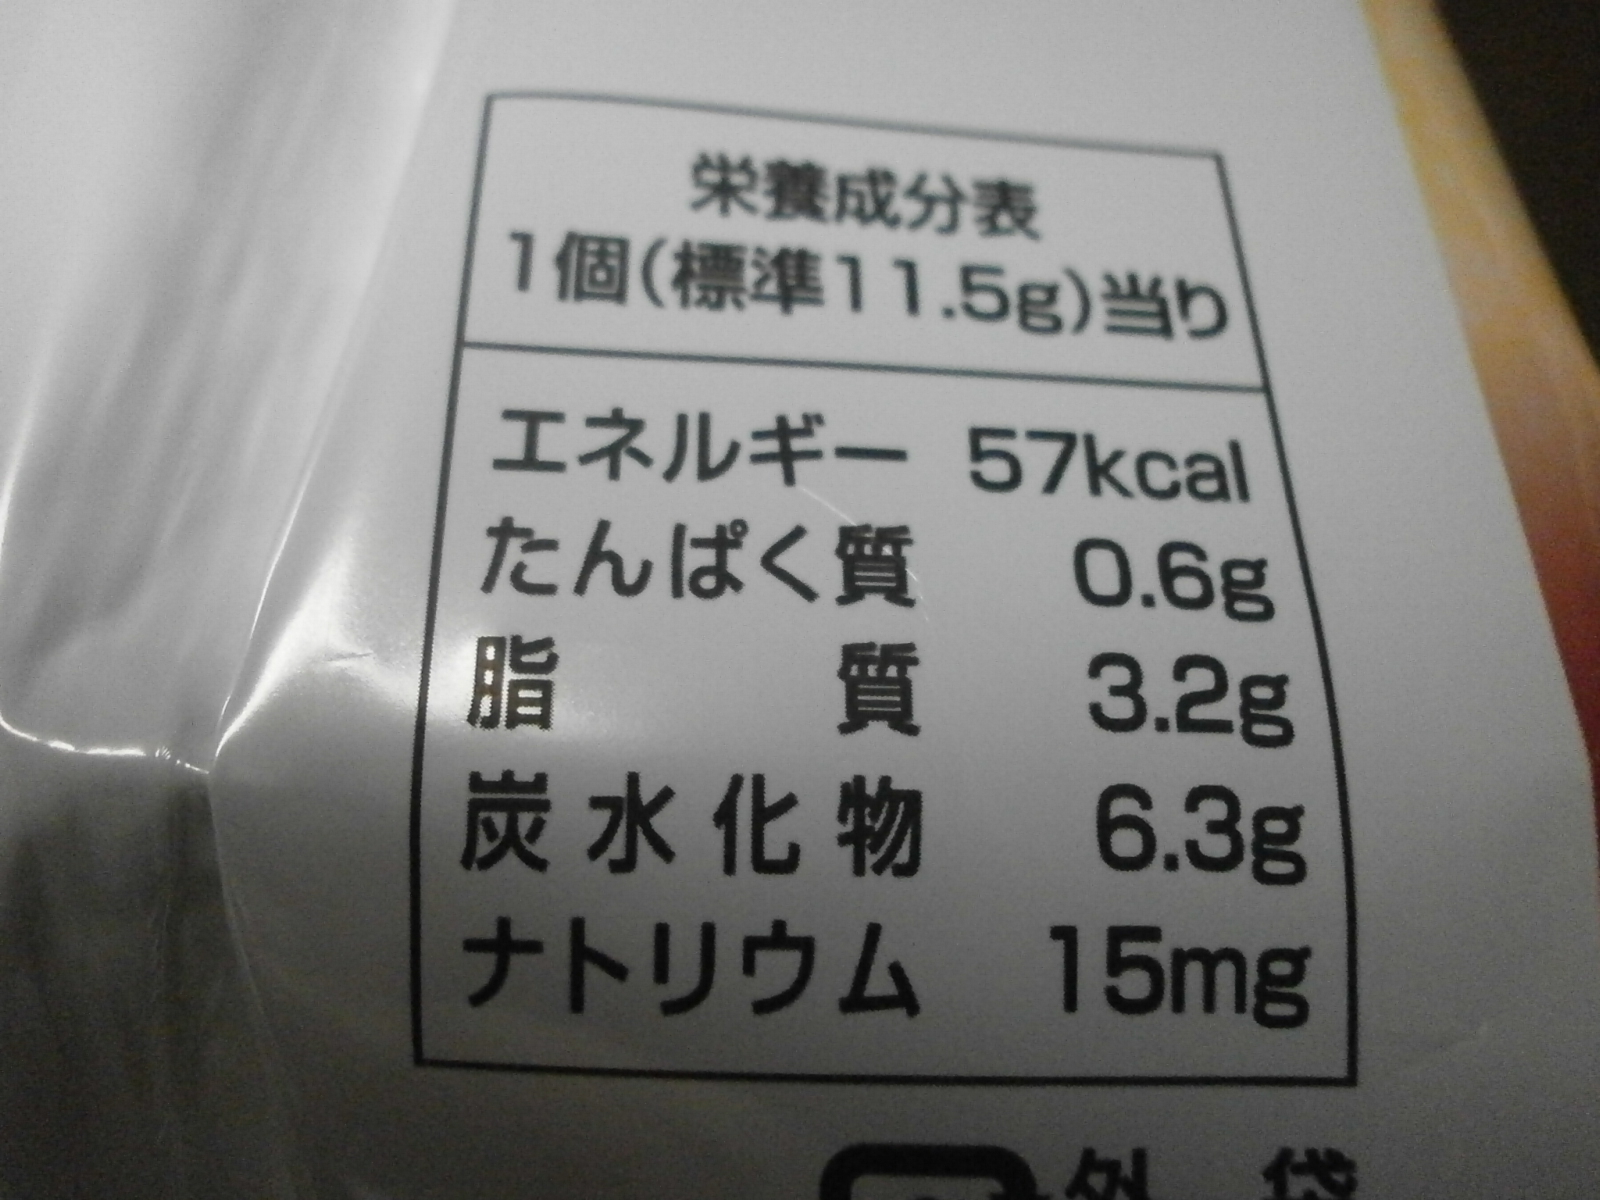 栄養成分表
1個(標準11.5g)当り
エネルギー 57kcal
たんぱく質 0.6g
脂質 3.2g
炭水化物 6.3g
ナトリウム 15mg
外袋